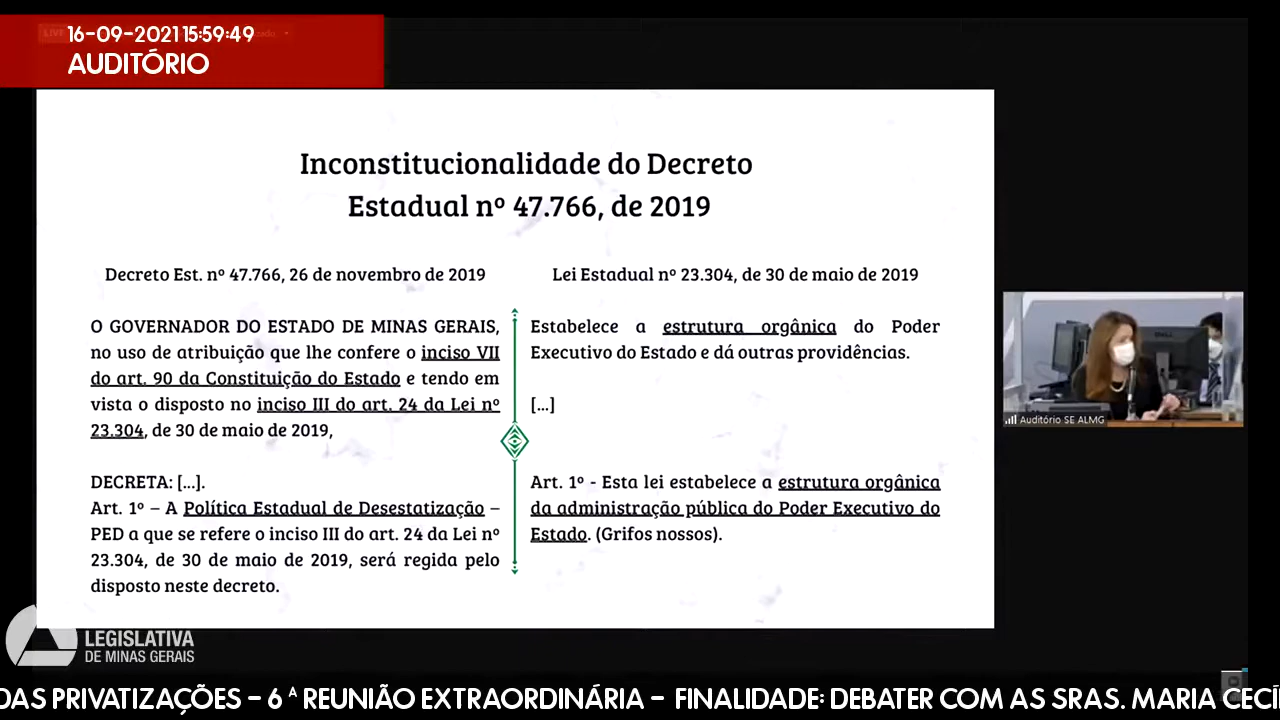 16-09-2021 15:59:49
AUDITÓRIO
Inconstitucionalidade do Decreto
Estadual nº 47.766, de 2019
Decreto Est. nº 47.766, 26 de novembro de 2019
O GOVERNADOR DO ESTADO DE MINAS GERAIS,
no uso de atribuição que lhe confere o inciso VII
do art. 90 da Constituição do Estado e tendo em
vista o disposto no inciso III do art. 24 da Lei nº
23.304, de 30 de maio de 2019,
DECRETA: [...].
Art. 1º – A Política Estadual de Desestatização –
PED a que se refere o inciso III do art. 24 da Lei nº
23.304, de 30 de maio de 2019, será regida pelo
disposto neste decreto.
Lei Estadual nº 23.304, de 30 de maio de 2019
Estabelece a estrutura orgânica do Poder
Executivo do Estado e dá outras providências.
[...]
Art. 1º - Esta lei estabelece a estrutura orgânica
da administração pública do Poder Executivo do
Estado. (Grifos nossos).
Auditório SE ALMG
LEGISLATIVA
DE MINAS GERAIS
DAS PRIVATIZAÇÕES – 6ª REUNIÃO EXTRAORDINÁRIA – FINALIDADE: DEBATER COM AS SRAS. MARIA CECÍ